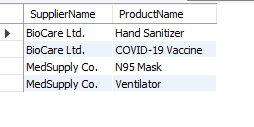 SupplierName ProductName
BioCare Ltd. Hand Sanitizer
BioCare Ltd. COVID-19 Vaccine
MedSupply Co. N95 Mask
MedSupply Co. Ventilator